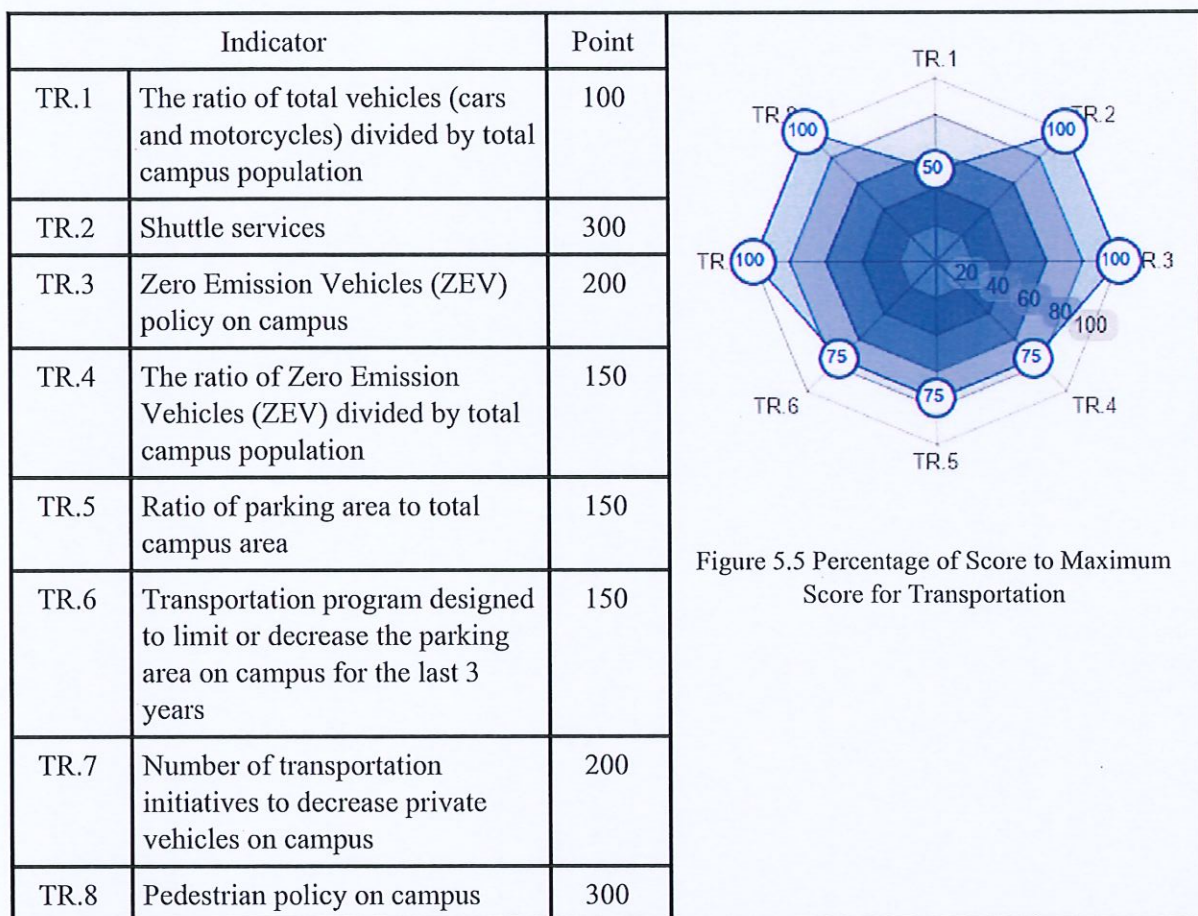 Indicator Point
TR.1 The ratio of total vehicles (cars 100
and motorcycles) divided by total
campus population
TR.2 Shuttle services 300
TR.3 Zero Emission Vehicles (ZEV) 200
policy on campus
TR.4 The ratio of Zero Emission 150
Vehicles (ZEV) divided by total
campus population
TR.5 Ratio of parking area to total 150
campus area
TR.6 Transportation program designed 150
to limit or decrease the parking
area on campus for the last 3
years
TR.7 Number of transportation 200
initiatives to decrease private
vehicles on campus
TR.8 Pedestrian policy on campus 300
TR.1
100 100 TR.2
50
TR. 100 100 R.3
20
40
60
80
100
75 75
75
TR.6 TR.4
TR.5
Figure 5.5 Percentage of Score to Maximum
Score for Transportation